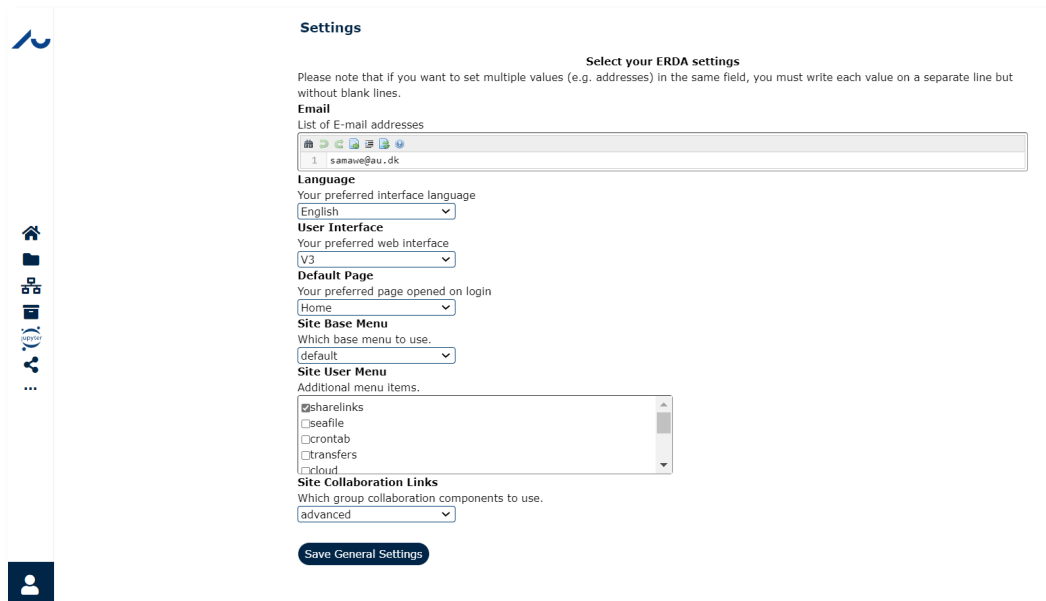 Settings
Select your ERDA settings
Please note that if you want to set multiple values (e.g. addresses) in the same field, you must write each value on a separate line but
without blank lines.
Email
List of E-mail addresses
1 samawe@au.dk
Language
Your preferred interface language
English
User Interface
Your preferred web interface
V3
Default Page
Your preferred page opened on login
Home
Site Base Menu
Which base menu to use.
default
Site User Menu
Additional menu items.
sharelinks
seafile
crontab
transfers
cloud
Site Collaboration Links
Which group collaboration components to use.
advanced
Save General Settings
jupyter